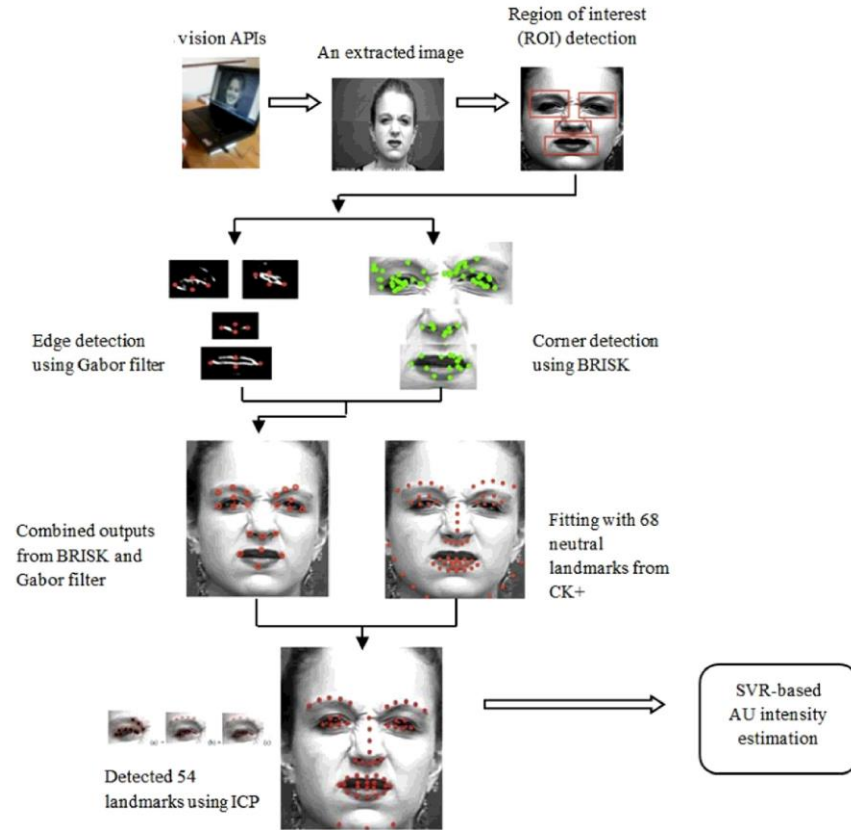 vision APIs
An extracted image
Region of interest
(ROI) detection
Edge detection
using Gabor filter
Corner detection
using BRISK
Combined outputs
from BRISK and
Gabor filter
Fitting with 68
neutral
landmarks from
CK+
(a)
(b)
(c)
Detected 54
landmarks using ICP
SVR-based
AU intensity
estimation